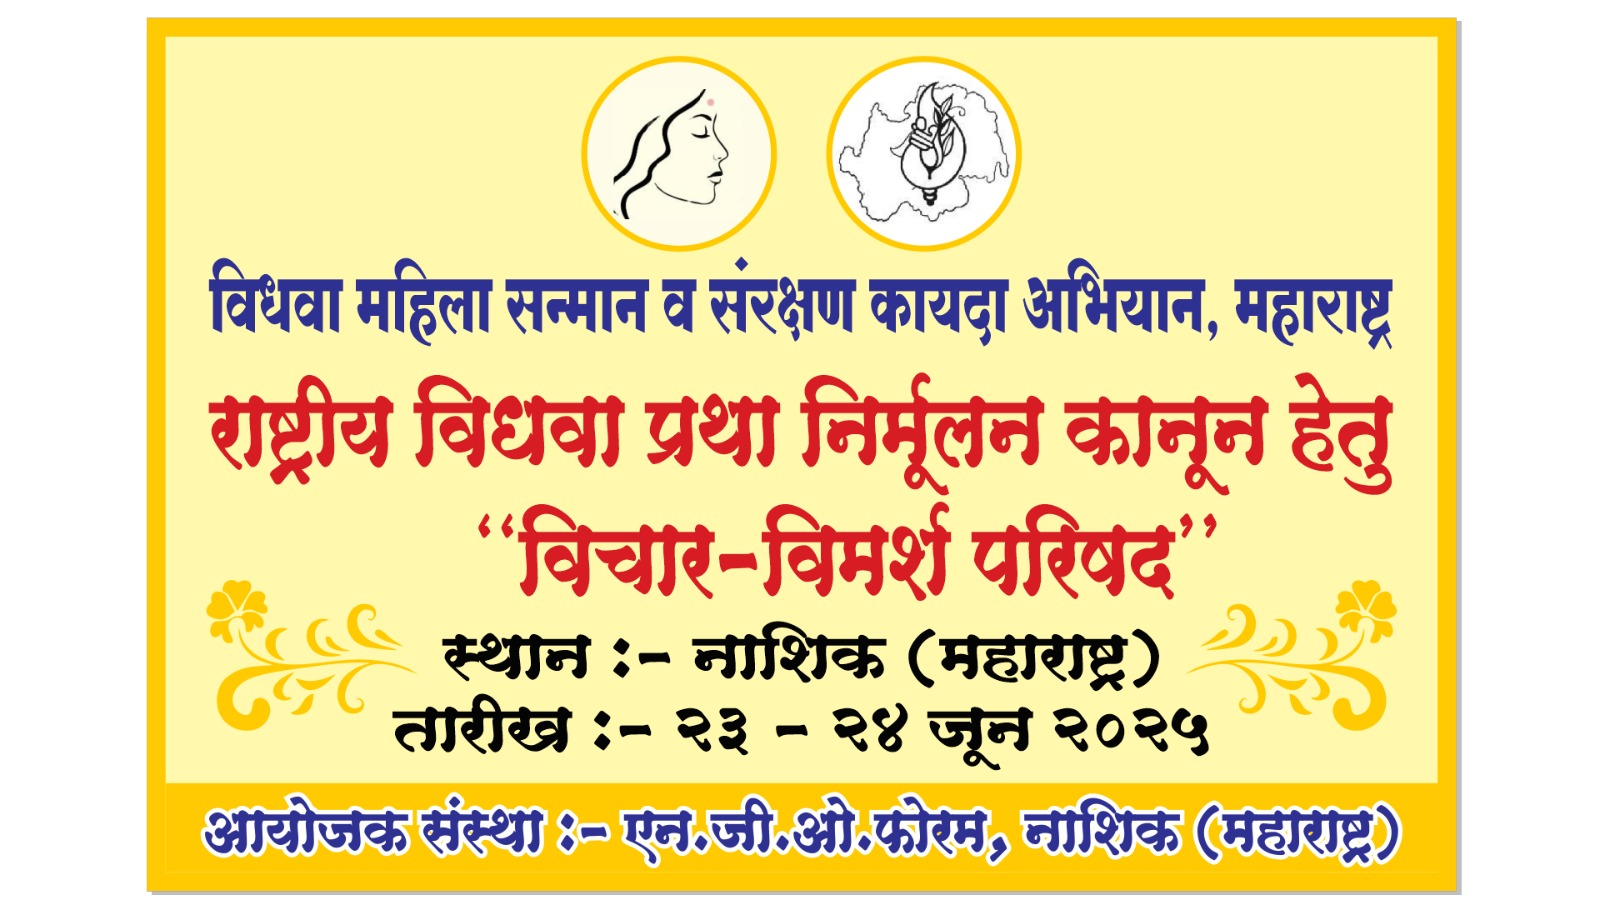 विधवा महिला सन्मान व संरक्षण कायदा अभियान, महाराष्ट्र
राष्ट्रीय विधवा प्रथा निर्मूलन कानून हेतु
“विचार-विमर्श परिषद”
स्थान :- नाशिक (महाराष्ट्र)
तारीख :- २३ - २४ जून २०२५
आयोजक संस्था :- एन.जी.ओ.फोरम, नाशिक (महाराष्ट्र)